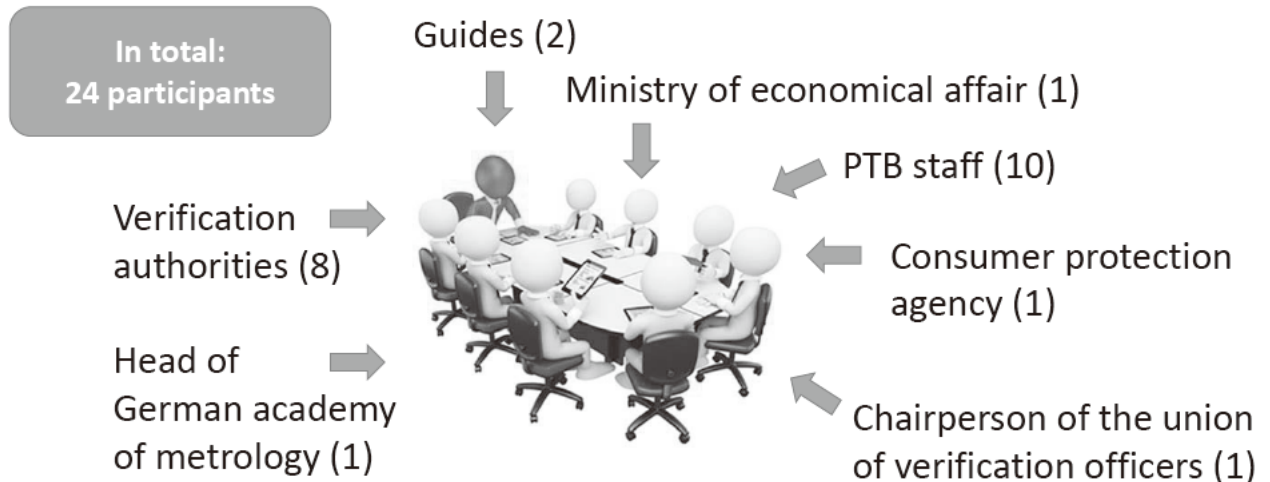 In total:
24 participants
Guides (2)
Ministry of economical affair (1)
PTB staff (10)
Verification
authorities (8)
Consumer protection
agency (1)
Head of
German academy
of metrology (1)
Chairperson of the union
of verification officers (1)